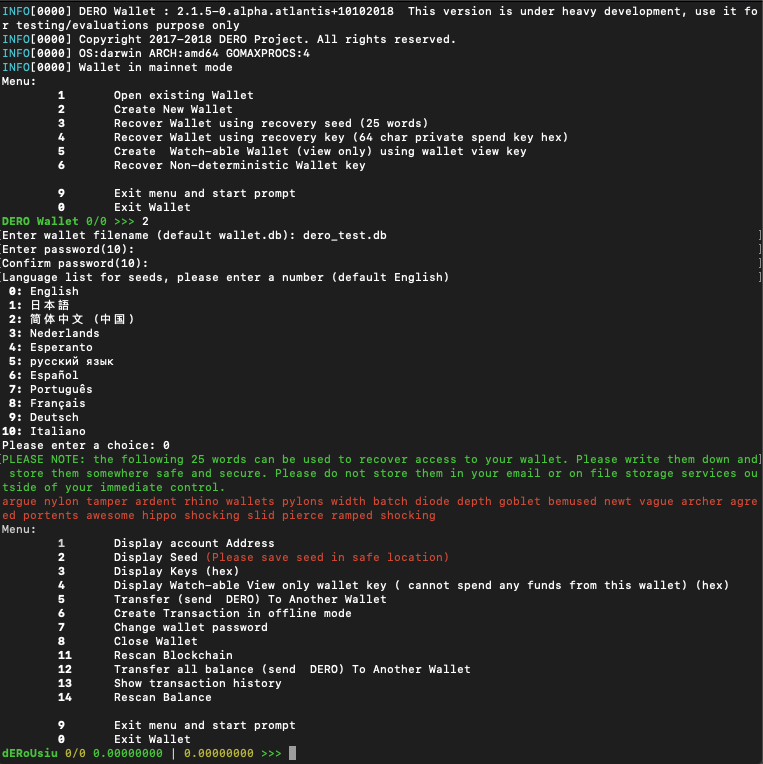 INFO[0000] DERO Wallet : 2.1.5-0.alpha.atlantis+10102018  This version is under heavy development, use it fo
r testing/evaluations purpose only
INFO[0000] Copyright 2017-2018 DERO Project. All rights reserved.
INFO[0000] OS:darwin ARCH:amd64 GOMAXPROCS:4
INFO[0000] Wallet in mainnet mode
Menu:
1 Open existing Wallet
2 Create New Wallet
3 Recover Wallet using recovery seed (25 words)
4 Recover Wallet using recovery key (64 char private spend key hex)
5 Create  Watch-able Wallet (view only) using wallet view key
6 Recover Non-deterministic Wallet key
9 Exit menu and start prompt
0 Exit Wallet
DERO Wallet 0/0 >>> 2
[Enter wallet filename (default wallet.db): dero_test.db ]
[Enter password(10): ]
[Confirm password(10): ]
[Language list for seeds, please enter a number (default English) ]
0: English
1: 日本語
2: 简体中文 (中国)
3: Nederlands
4: Esperanto
5: русский язык
6: Español
7: Português
8: Français
9: Deutsch
10: Italiano
Please enter a choice: 0
[PLEASE NOTE: the following 25 words can be used to recover access to your wallet. Please write them down and]
store them somewhere safe and secure. Please do not store them in your email or on file storage services ou
tside of your immediate control.
argue nylon tamper ardent rhino wallets pylons width batch diode depth goblet bemused newt vague archer agre
ed portents awesome hippo shocking slid pierce ramped shocking
Menu:
1 Display account Address
2 Display Seed (Please save seed in safe location)
3 Display Keys (hex)
4 Display Watch-able View only wallet key ( cannot spend any funds from this wallet) (hex)
5 Transfer (send  DERO) To Another Wallet
6 Create Transaction in offline mode
7 Change wallet password
8 Close Wallet
11 Rescan Blockchain
12 Transfer all balance (send  DERO) To Another Wallet
13 Show transaction history
14 Rescan Balance
9 Exit menu and start prompt
0 Exit Wallet
dERoUsiu 0/0 0.00000000 | 0.00000000 >>>